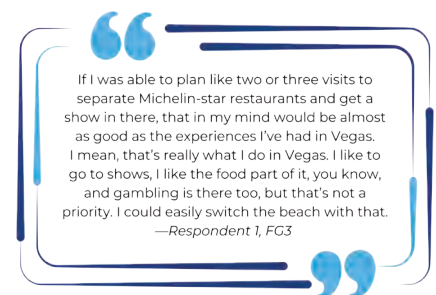 If I was able to plan like two or three visits to
separate Michelin-star restaurants and get a
show in there, that in my mind would be almost
as good as the experiences I’ve had in Vegas.
I mean, that’s really what I do in Vegas. I like to
go to shows, I like the food part of it, you know,
and gambling is there too, but that’s not a
priority. I could easily switch the beach with that.
—Respondent 1, FG3